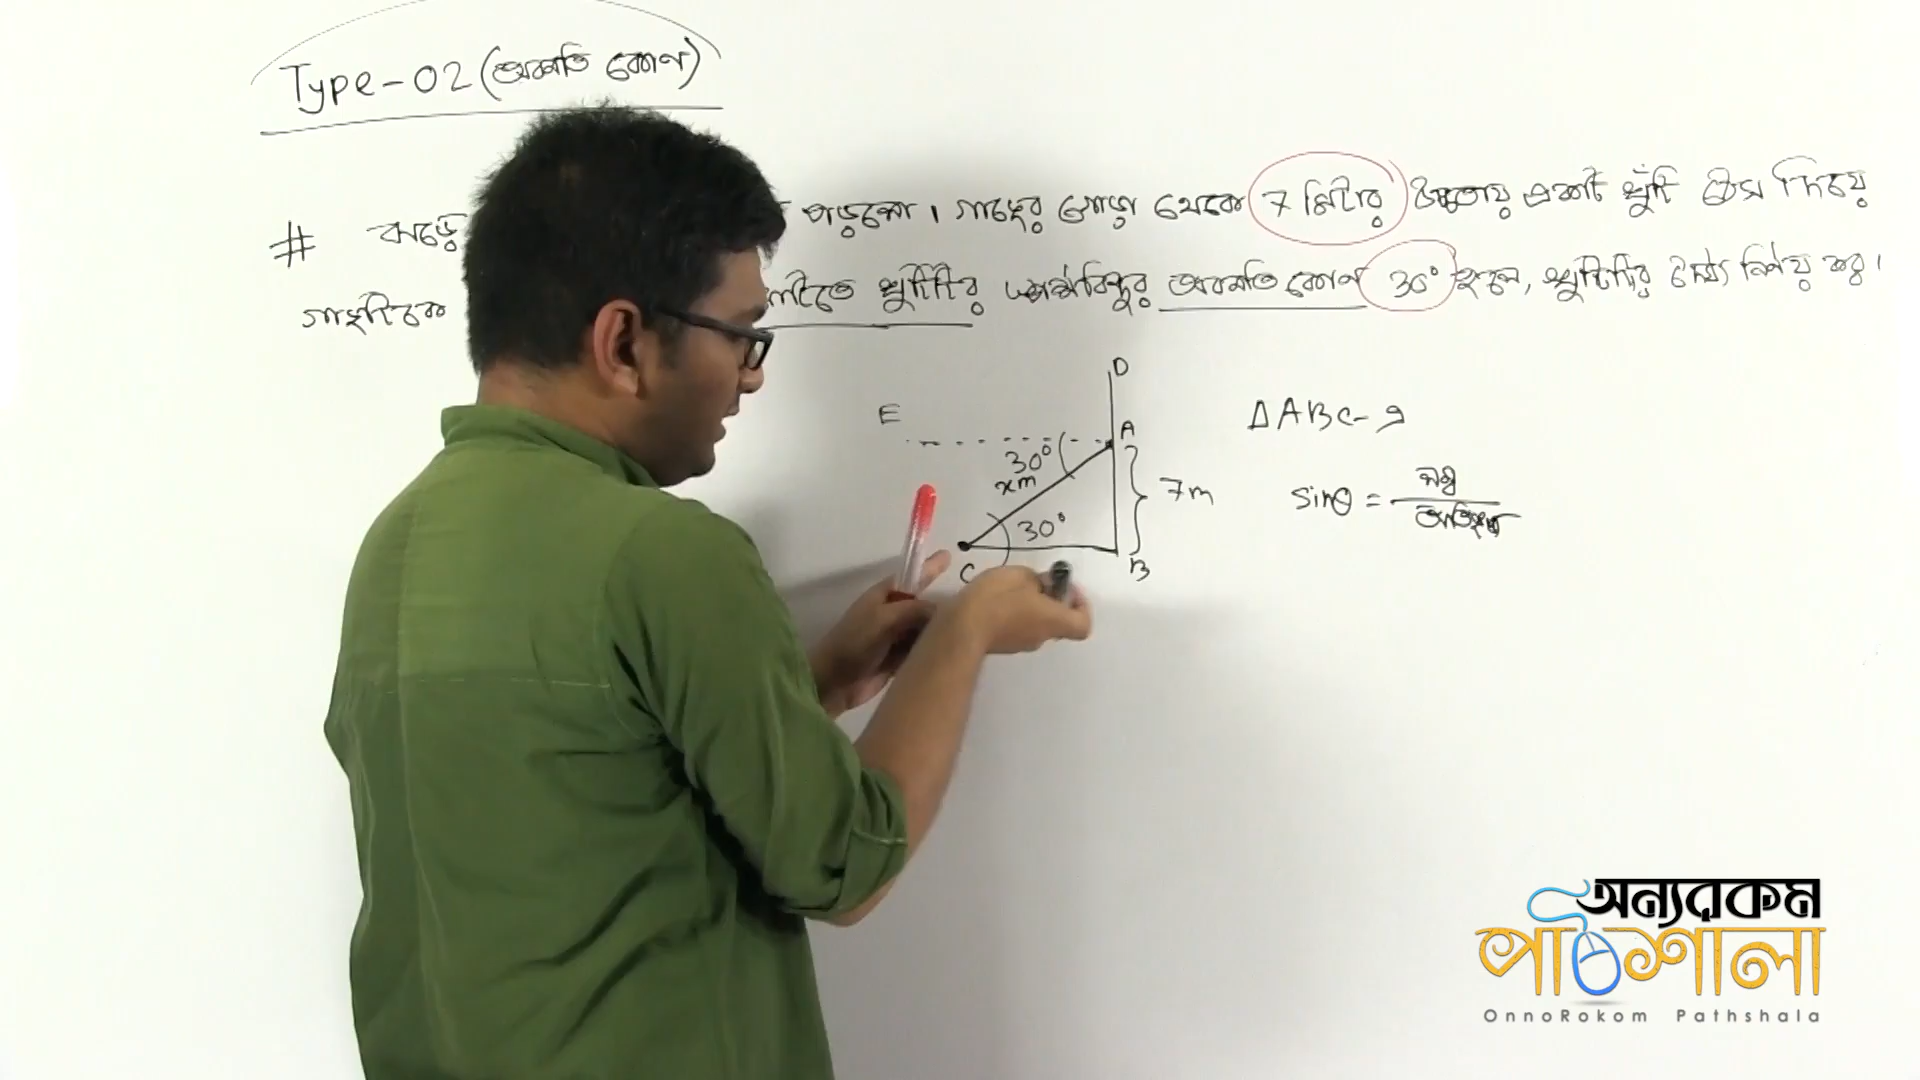 Type-02 (অবনতি কোণ)
# ঝড়ে পড়লো। গাছের গোড়া থেকে 7 মিটার উচ্চতায় একটি খুঁটি ঠেস দিয়ে
গাছটিকে খুঁটিটির স্পর্শবিন্দুর অবনতি কোণ 30° হলে, খুঁটিটির দৈর্ঘ্য নির্ণয় কর।
D
E
A
30°
xm
7m
30°
C
B
ΔABC-এ
sinθ = লম্ব
অতিভুজ
অন্যরকম
পাঠশালা
OnnoRokom Pathshala